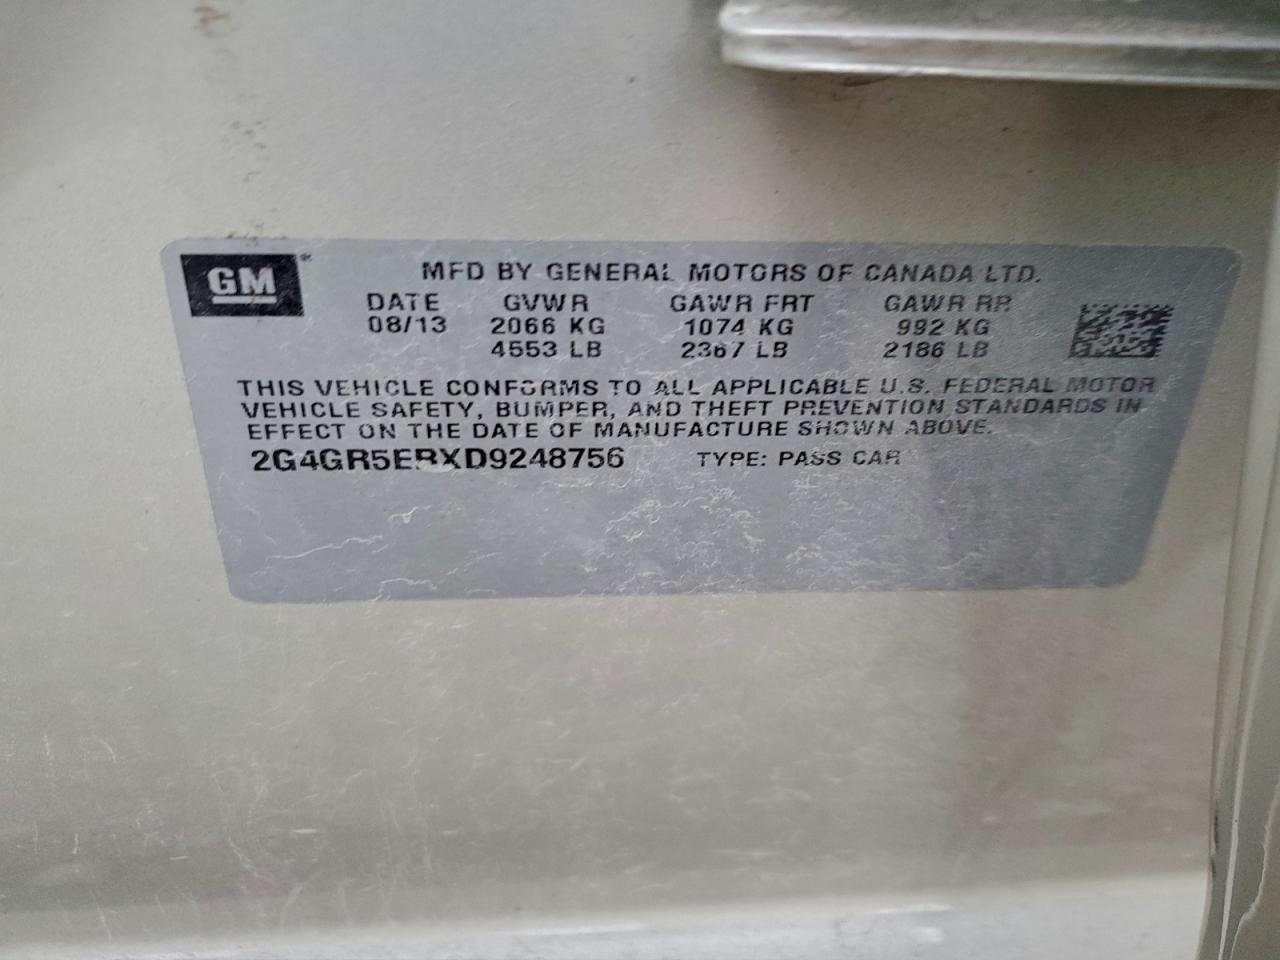 GM
MFD BY GENERAL MOTORS OF CANADA LTD.
DATE GVWR GAWR FRT GAWR RR
08/13 2066 KG 1074 KG 992 KG
4553 LB 2367 LB 2186 LB
THIS VEHICLE CONFORMS TO ALL APPLICABLE U.S. FEDERAL MOTOR
VEHICLE SAFETY, BUMPER, AND THEFT PREVENTION STANDARDS IN
EFFECT ON THE DATE OF MANUFACTURE SHOWN ABOVE.
2G4GR5ERXD9248756 TYPE: PASS CAR